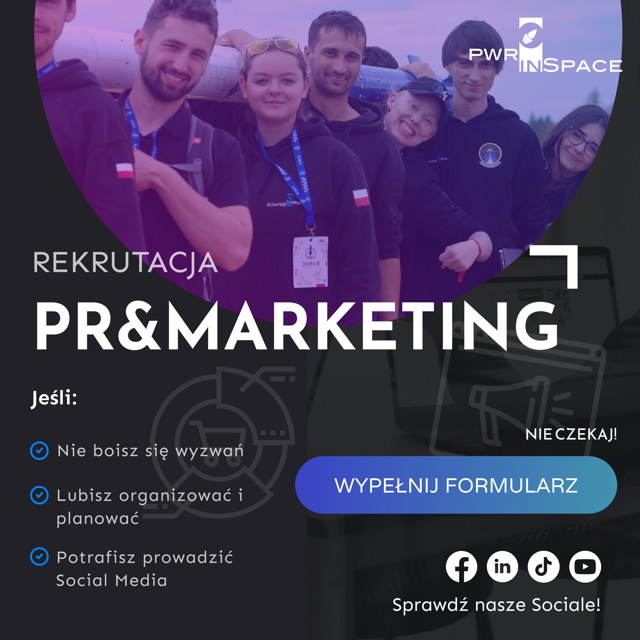 PWR
INSPACE
REKRUTACJA
PR&MARKETING
Jeśli:
Nie boisz się wyzwań
Lubisz organizować i
planować
Potrafisz prowadzić
Social Media
NIE CZEKAJ!
WYPEŁNIJ FORMULARZ
Sprawdź nasze Sociale!